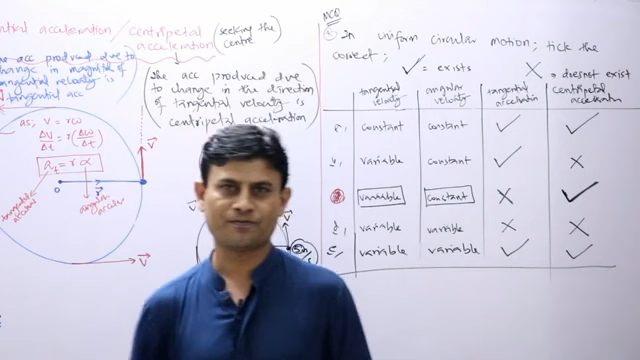 ntial acceleration / centripetal acceleration (seeking the centre)
the acc produced due to
change in magnitude of
tangential velocity is
tangential acc
as, v = rω
Δv/Δt = r(Δω/Δt)
a_t = r α
tangential
angular
o
r
v
v
the acc produced due
to change in the direction
of tangential velocity is
centripetal acceleration
v
MCQ
In uniform circular motion; tick the
correct;
✓ = exists
✗ = doesnot exist
tangential velocity angular velocity tangential acceleration centripetal acceleration
constant constant ✓ ✓
variable constant ✓ ✗
variable constant ✗ ✓
variable variable ✗ ✗
variable variable ✓ ✓